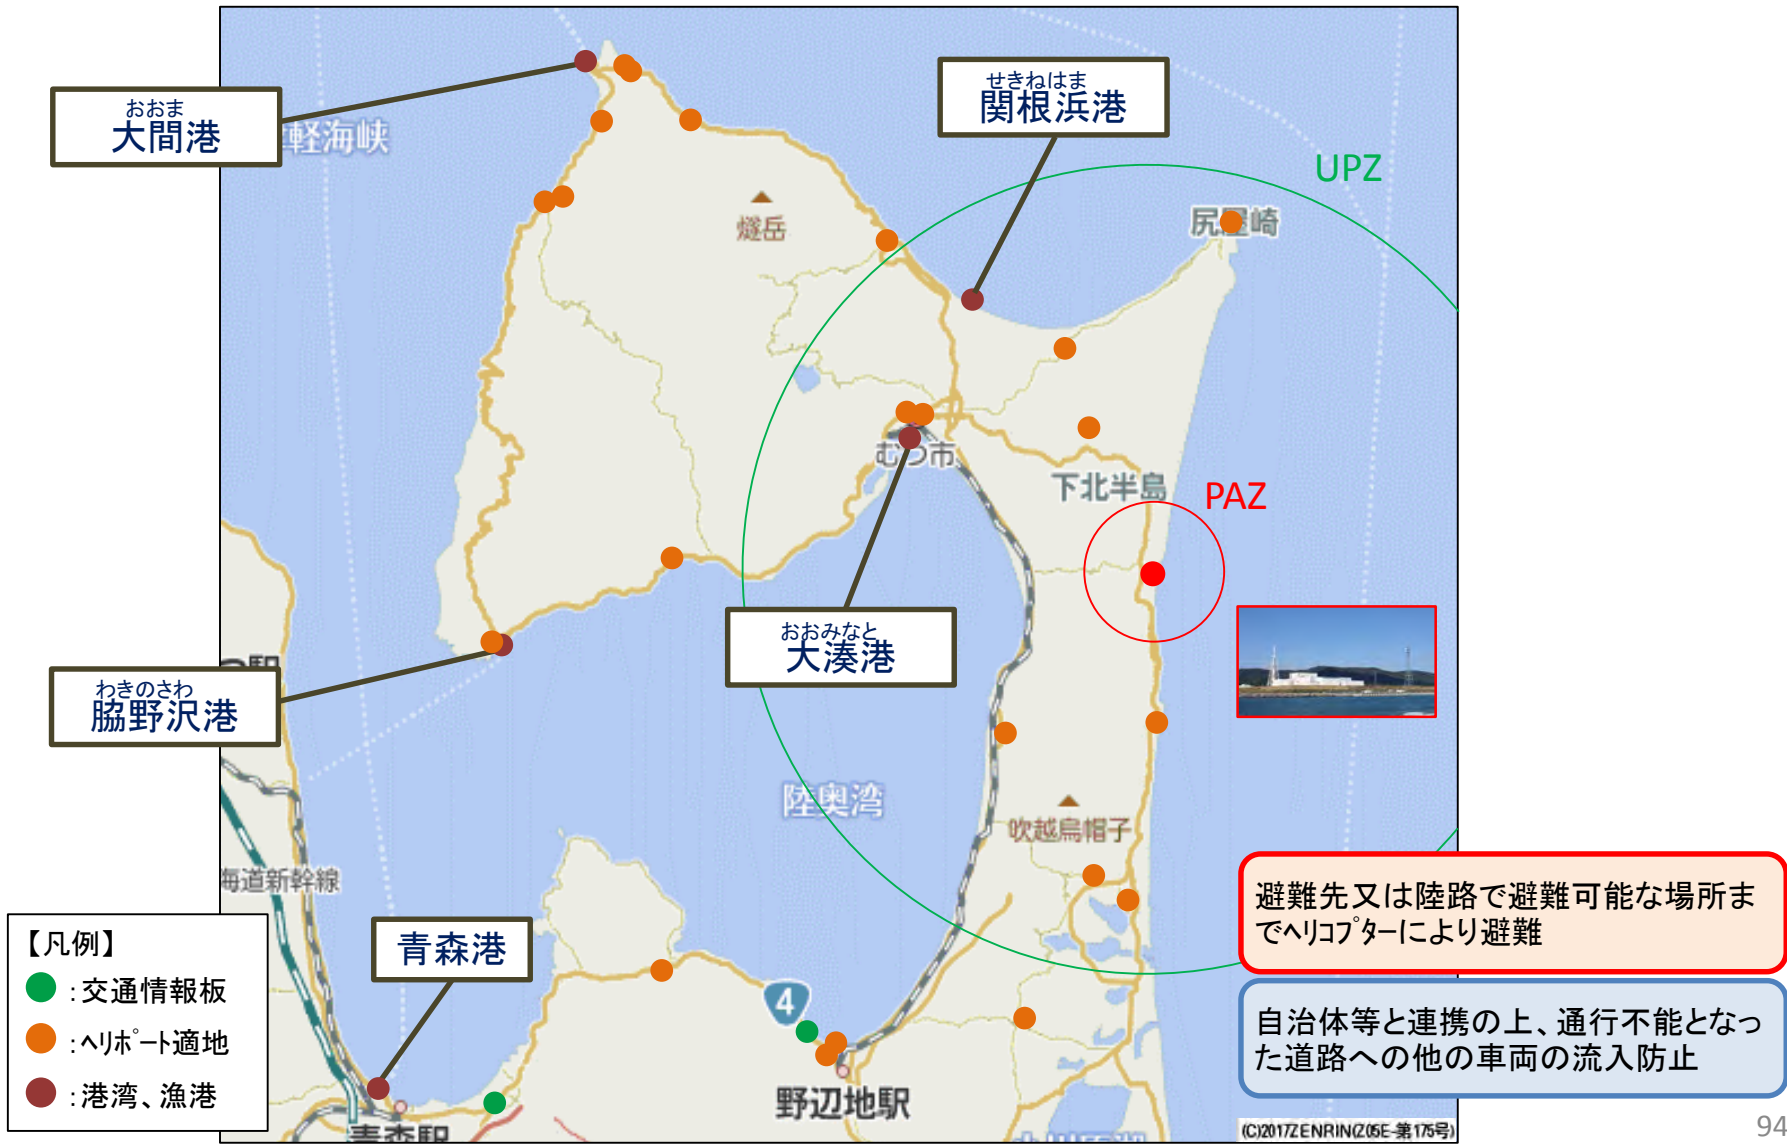 おおま
大間港
せきねはま
関根浜港
軽海峡
UPZ
尻屋崎
燧岳
むつ市
下北半島
PAZ
おおみなと
大湊港
わきのさわ
脇野沢港
陸奥湾
吹越烏帽子
海道新幹線
青森港
4
野辺地駅
青森駅
【凡例】
:交通情報板
:ヘリポート適地
:港湾、漁港
避難先又は陸路で避難可能な場所ま
でヘリコプターにより避難
自治体等と連携の上、通行不能となっ
た道路への他の車両の流入防止
(C)2017ZENRIN(Z05E-第175号)
94